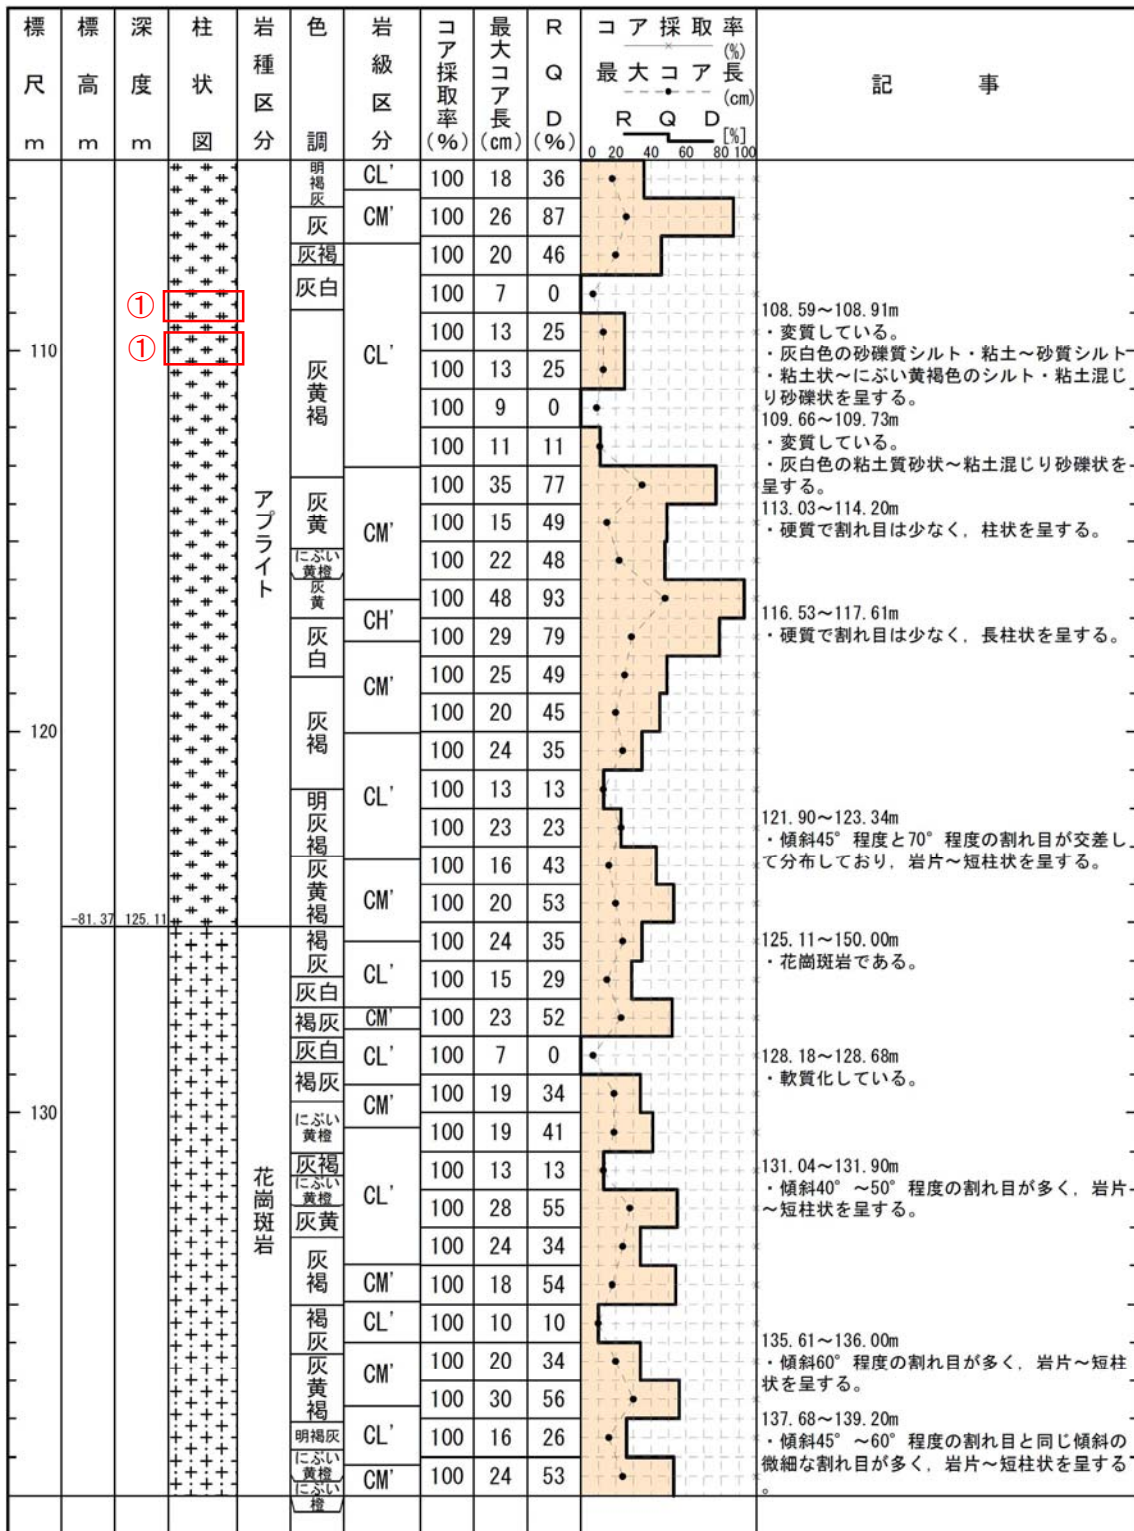 標尺m
標高m
深度m
柱状図
岩種区分
色調
岩級区分
コア採取率(%)
最大コア長(cm)
RQD(%)
コア採取率
(%)
最大コア長
(cm)
RQD
[%]
0 20 40 60 80 100
明褐灰
灰
灰褐
灰白
灰黄褐
灰黄
にぶい黄橙
灰黄
灰白
灰褐
明灰褐
灰黄褐
褐灰
灰白
褐灰
灰白
褐灰
にぶい黄橙
灰褐
にぶい黄橙
灰黄
灰褐
褐灰
灰黄褐
明褐灰
にぶい黄橙
にぶい橙
CL'
CM'
CL'
CM'
CH'
CM'
CL'
CM'
CL'
CM'
CL'
CM'
CL'
CM'
CL'
CM'
CL'
CM'
100 18 36
100 26 87
100 20 46
100 7 0
100 13 25
100 13 25
100 9 0
100 11 11
100 35 77
100 15 49
100 22 48
100 48 93
100 29 79
100 25 49
100 20 45
100 24 35
100 13 13
100 23 23
100 16 43
100 20 53
100 24 35
100 15 29
100 23 52
100 7 0
100 19 34
100 19 41
100 13 13
100 28 55
100 24 34
100 18 54
100 10 10
100 20 34
100 30 56
100 16 26
100 24 53
①
①
110
120
130
-81.37 125.11
アプライト
花崗斑岩
記事
108.59～108.91m
・変質している。
・灰白色の砂礫質シルト・粘土～砂質シルト
・粘土状～にぶい黄褐色のシルト・粘土混じ
り砂礫状を呈する。
109.66～109.73m
・変質している。
・灰白色の粘土質砂状～粘土混じり砂礫状を
呈する。
113.03～114.20m
・硬質で割れ目は少なく，柱状を呈する。
116.53～117.61m
・硬質で割れ目は少なく，長柱状を呈する。
121.90～123.34m
・傾斜45°程度と70°程度の割れ目が交差し
て分布しており，岩片～短柱状を呈する。
125.11～150.00m
・花崗斑岩である。
128.18～128.68m
・軟質化している。
131.04～131.90m
・傾斜40°～50°程度の割れ目が多く，岩片
～短柱状を呈する。
135.61～136.00m
・傾斜60°程度の割れ目が多く，岩片～短柱
状を呈する。
137.68～139.20m
・傾斜45°～60°程度の割れ目と同じ傾斜の
微細な割れ目が多く，岩片～短柱状を呈する
。